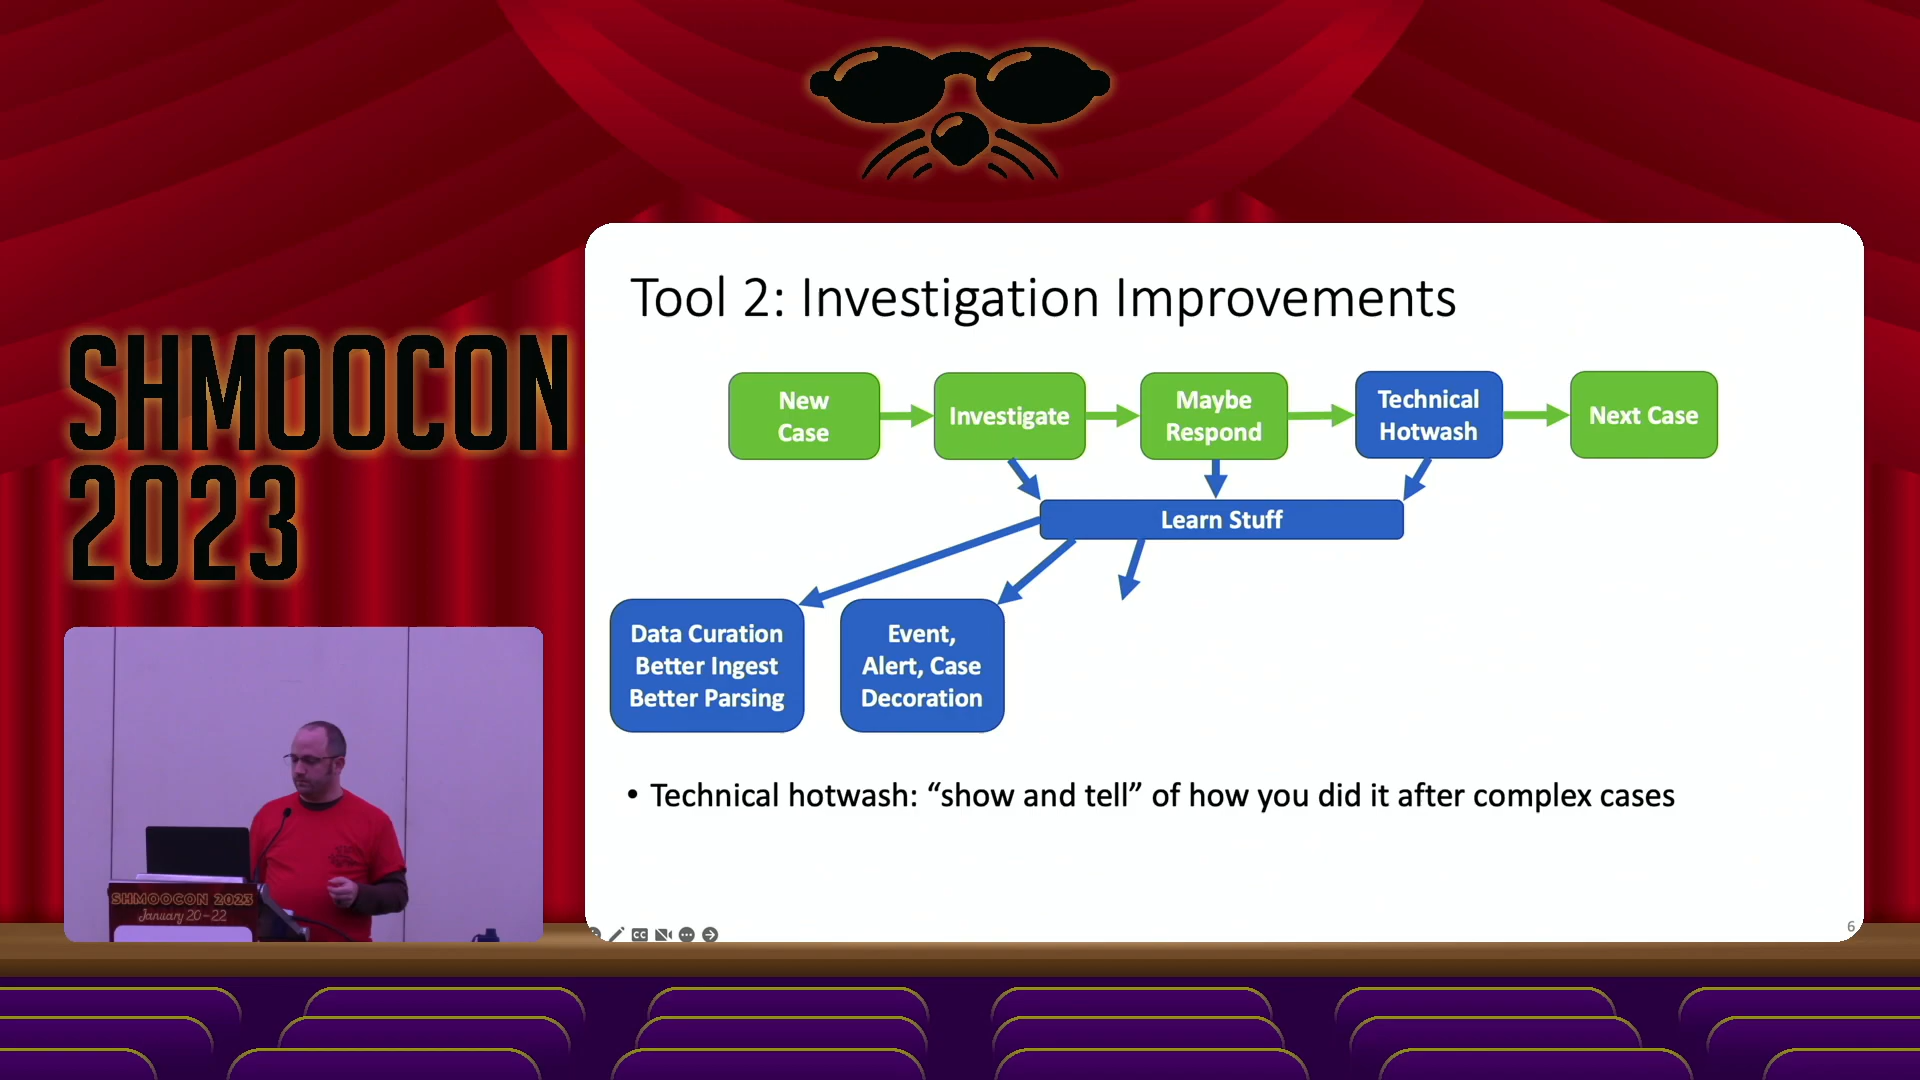 SHMOOCON
2023
Tool 2: Investigation Improvements
New
Case
Investigate
Maybe
Respond
Technical
Hotwash
Next Case
Learn Stuff
Data Curation
Better Ingest
Better Parsing
Event,
Alert, Case
Decoration
• Technical hotwash: “show and tell” of how you did it after complex cases
CC
6
SHMOOCON 2023
January 20-22